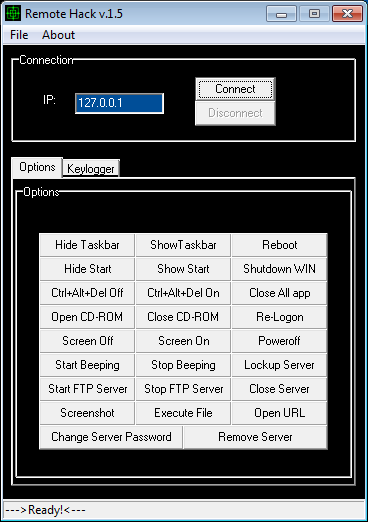 Remote Hack v.1.5
File About
Connection
IP: 127.0.0.1 Connect
Disconnect
Options Keylogger
Options
Hide Taskbar ShowTaskbar Reboot
Hide Start Show Start Shutdown WIN
Ctrl+Alt+Del Off Ctrl+Alt+Del On Close All app
Open CD-ROM Close CD-ROM Re-Logon
Screen Off Screen On Poweroff
Start Beeping Stop Beeping Lockup Server
Start FTP Server Stop FTP Server Close Server
Screenshot Execute File Open URL
Change Server Password Remove Server
--->Ready!<---